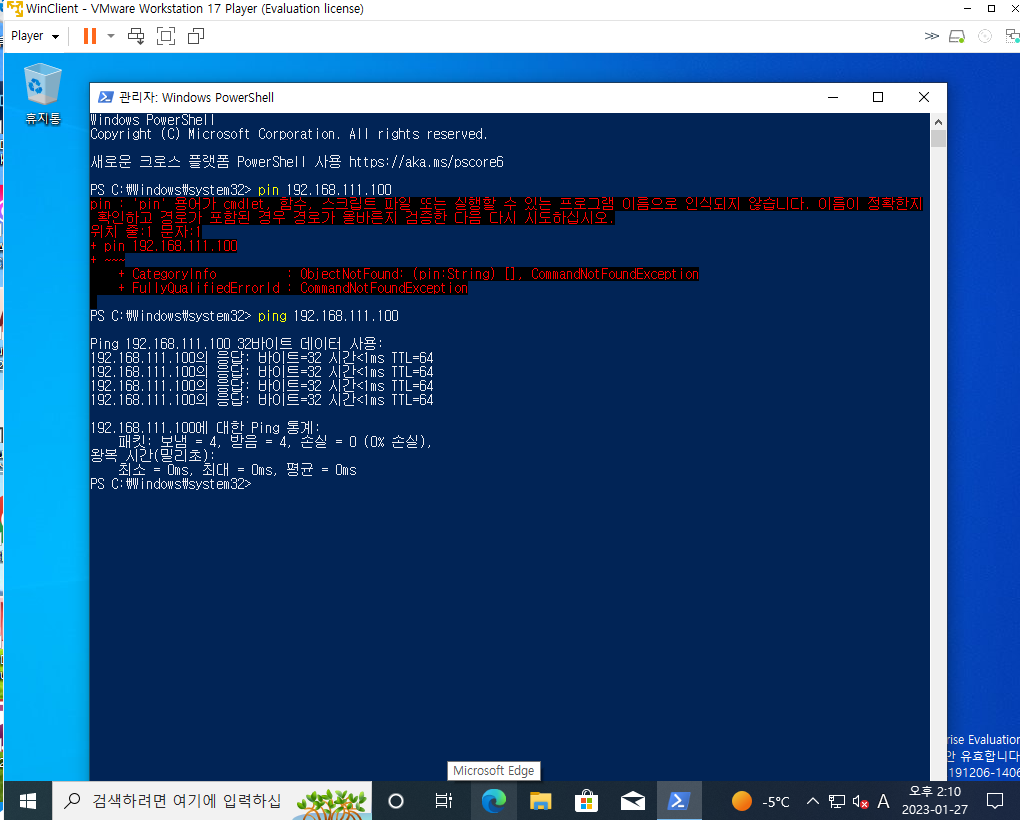 WinClient - VMware Workstation 17 Player (Evaluation license)
Player
휴지통
관리자: Windows PowerShell
Windows PowerShell
Copyright (C) Microsoft Corporation. All rights reserved.
새로운 크로스 플랫폼 PowerShell 사용 https://aka.ms/pscore6
PS C:₩Windows₩system32> pin 192.168.111.100
pin : 'pin' 용어가 cmdlet, 함수, 스크립트 파일 또는 실행할 수 있는 프로그램 이름으로 인식되지 않습니다. 이름이 정확한지
확인하고 경로가 포함된 경우 경로가 올바른지 검증한 다음 다시 시도하십시오.
위치 줄:1 문자:1
+ pin 192.168.111.100
+ ~~~
+ CategoryInfo : ObjectNotFound: (pin:String) [], CommandNotFoundException
+ FullyQualifiedErrorId : CommandNotFoundException
PS C:₩Windows₩system32> ping 192.168.111.100
Ping 192.168.111.100 32바이트 데이터 사용:
192.168.111.100의 응답: 바이트=32 시간<1ms TTL=64
192.168.111.100의 응답: 바이트=32 시간<1ms TTL=64
192.168.111.100의 응답: 바이트=32 시간<1ms TTL=64
192.168.111.100의 응답: 바이트=32 시간<1ms TTL=64
192.168.111.100에 대한 Ping 통계:
패킷: 보냄 = 4, 받음 = 4, 손실 = 0 (0% 손실),
왕복 시간(밀리초):
최소 = 0ms, 최대 = 0ms, 평균 = 0ms
PS C:₩Windows₩system32>
rise Evaluation
안 유효합니다
191206-1406
Microsoft Edge
검색하려면 여기에 입력하십
-5°C
A
오후 2:10
2023-01-27